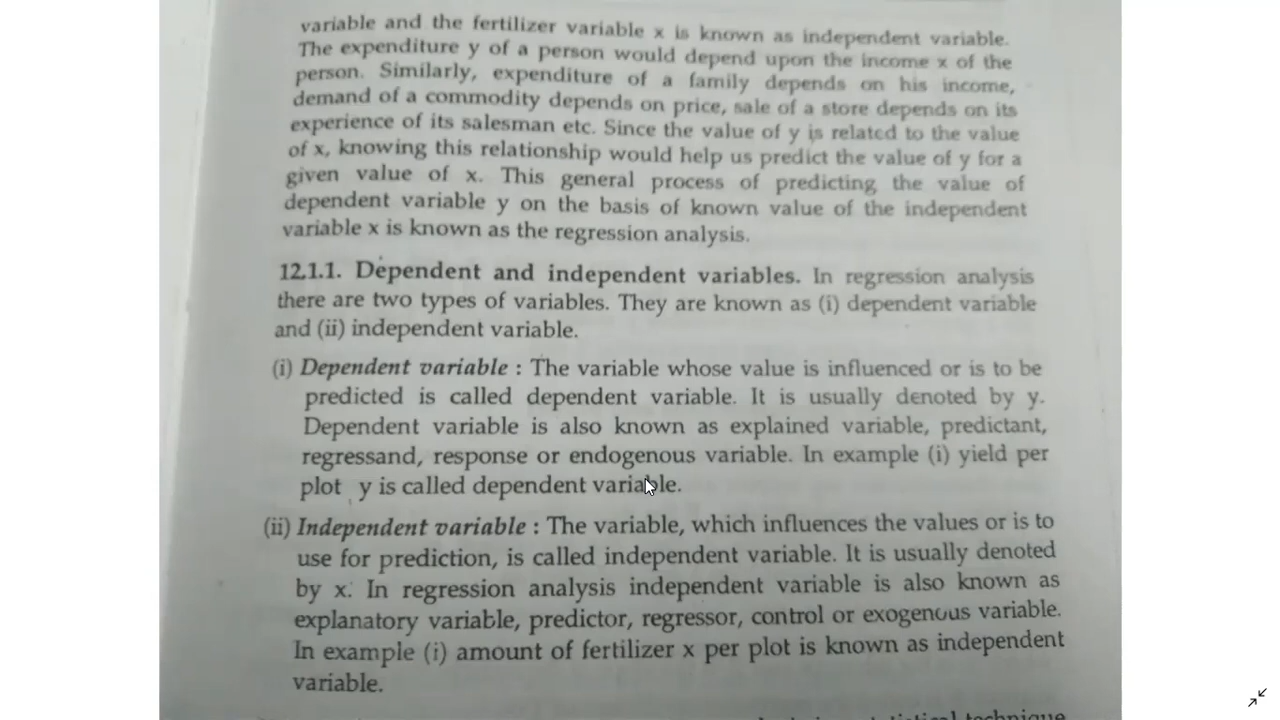 variable and the fertilizer variable x is known as independent variable.
The expenditure y of a person would depend upon the income x of the
person. Similarly, expenditure of a family depends on his income,
demand of a commodity depends on price, sale of a store depends on its
experience of its salesman etc. Since the value of y is related to the value
of x, knowing this relationship would help us predict the value of y for a
given value of x. This general process of predicting the value of
dependent variable y on the basis of known value of the independent
variable x is known as the regression analysis.
12.1.1. Dependent and independent variables. In regression analysis
there are two types of variables. They are known as (i) dependent variable
and (ii) independent variable.
(i) Dependent variable : The variable whose value is influenced or is to be
predicted is called dependent variable. It is usually denoted by y.
Dependent variable is also known as explained variable, predictant,
regressand, response or endogenous variable. In example (i) yield per
plot y is called dependent variable.
(ii) Independent variable : The variable, which influences the values or is to
use for prediction, is called independent variable. It is usually denoted
by x. In regression analysis independent variable is also known as
explanatory variable, predictor, regressor, control or exogenous variable.
In example (i) amount of fertilizer x per plot is known as independent
variable.
technique